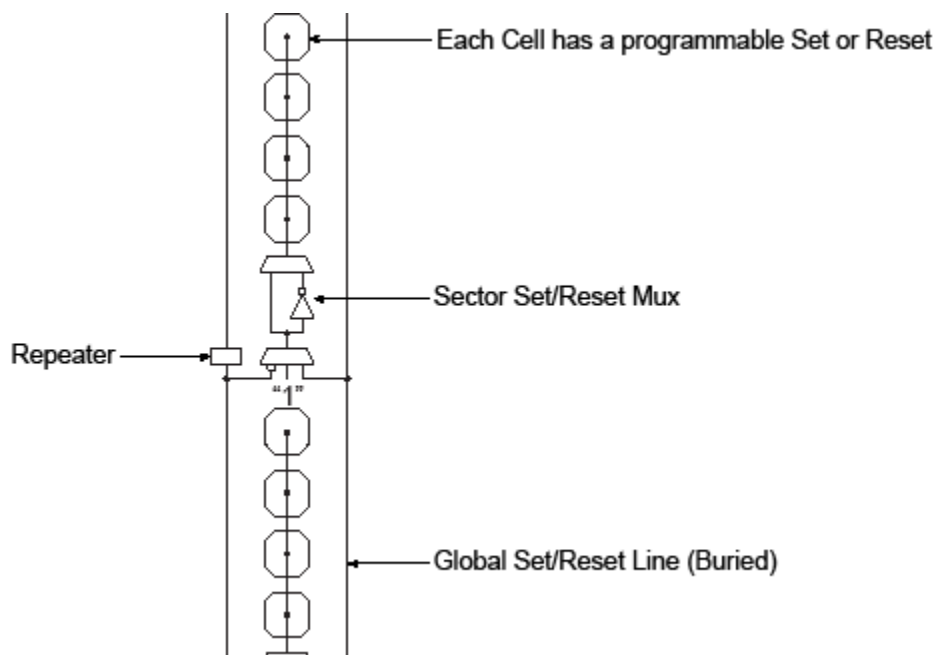 Each Cell has a programmable Set or Reset
Sector Set/Reset Mux
Repeater
“1”
Global Set/Reset Line (Buried)